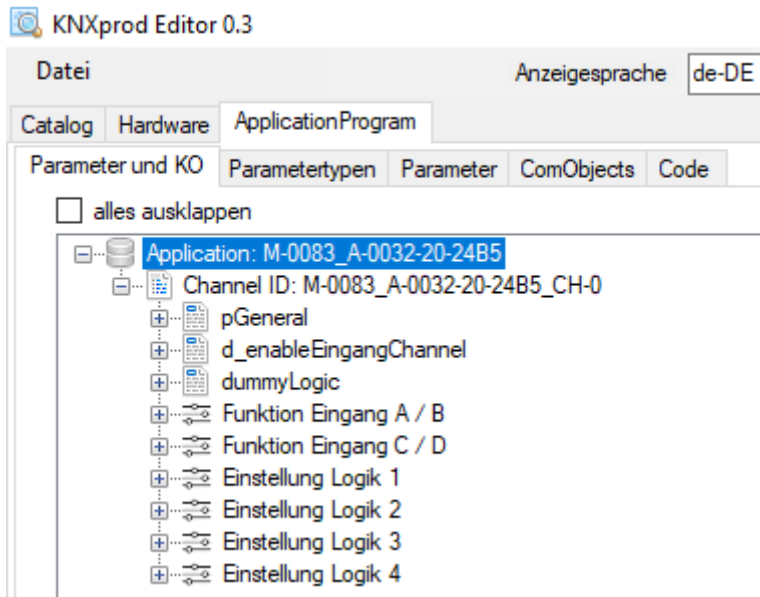 KNXprod Editor 0.3
Datei Anzeigesprache de-DE
Catalog Hardware ApplicationProgram
Parameter und KO Parametertypen Parameter ComObjects Code
alles ausklappen
Application: M-0083_A-0032-20-24B5
Channel ID: M-0083_A-0032-20-24B5_CH-0
pGeneral
d_enableEingangChannel
dummyLogic
Funktion Eingang A / B
Funktion Eingang C / D
Einstellung Logik 1
Einstellung Logik 2
Einstellung Logik 3
Einstellung Logik 4